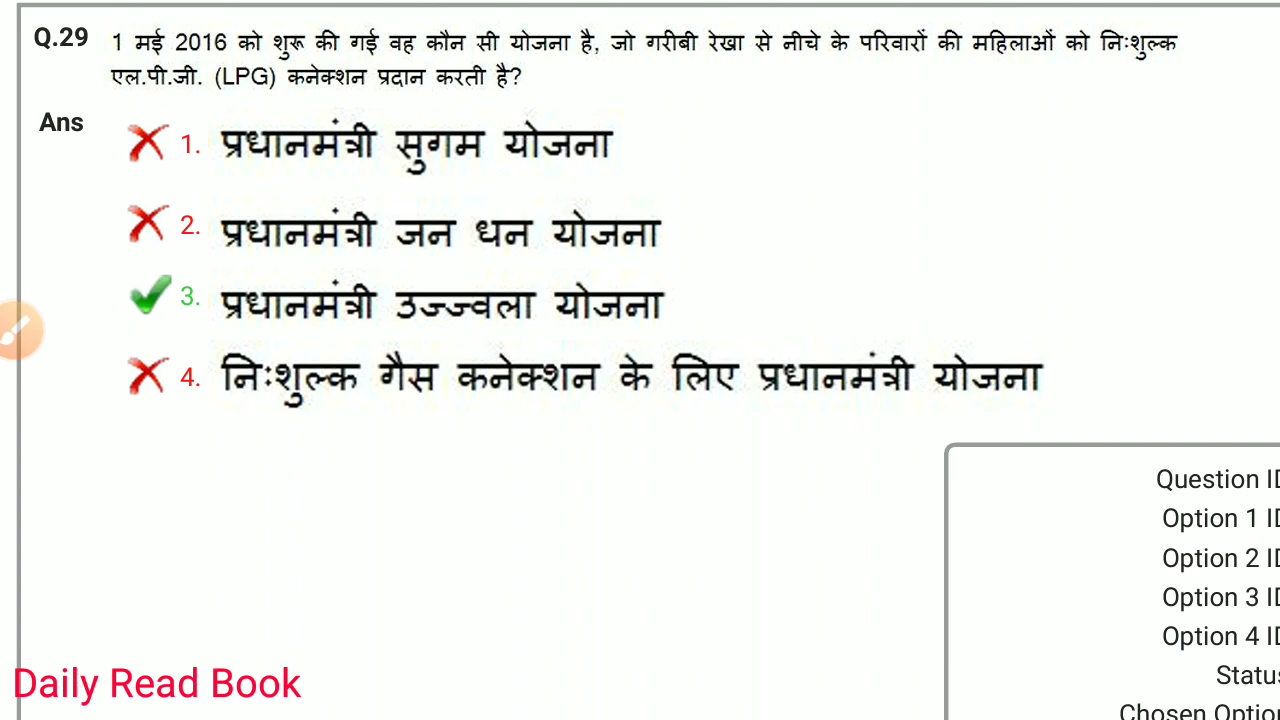 Q.29 1 मई 2016 को शुरू की गई वह कौन सी योजना है, जो गरीबी रेखा से नीचे के परिवारों की महिलाओं को निःशुल्क
एल.पी.जी. (LPG) कनेक्शन प्रदान करती है?
Ans
1. प्रधानमंत्री सुगम योजना
2. प्रधानमंत्री जन धन योजना
3. प्रधानमंत्री उज्ज्वला योजना
4. निःशुल्क गैस कनेक्शन के लिए प्रधानमंत्री योजना
Question
Option 1
Option 2
Option 3
Option 4
Chosen
Daily Read Book